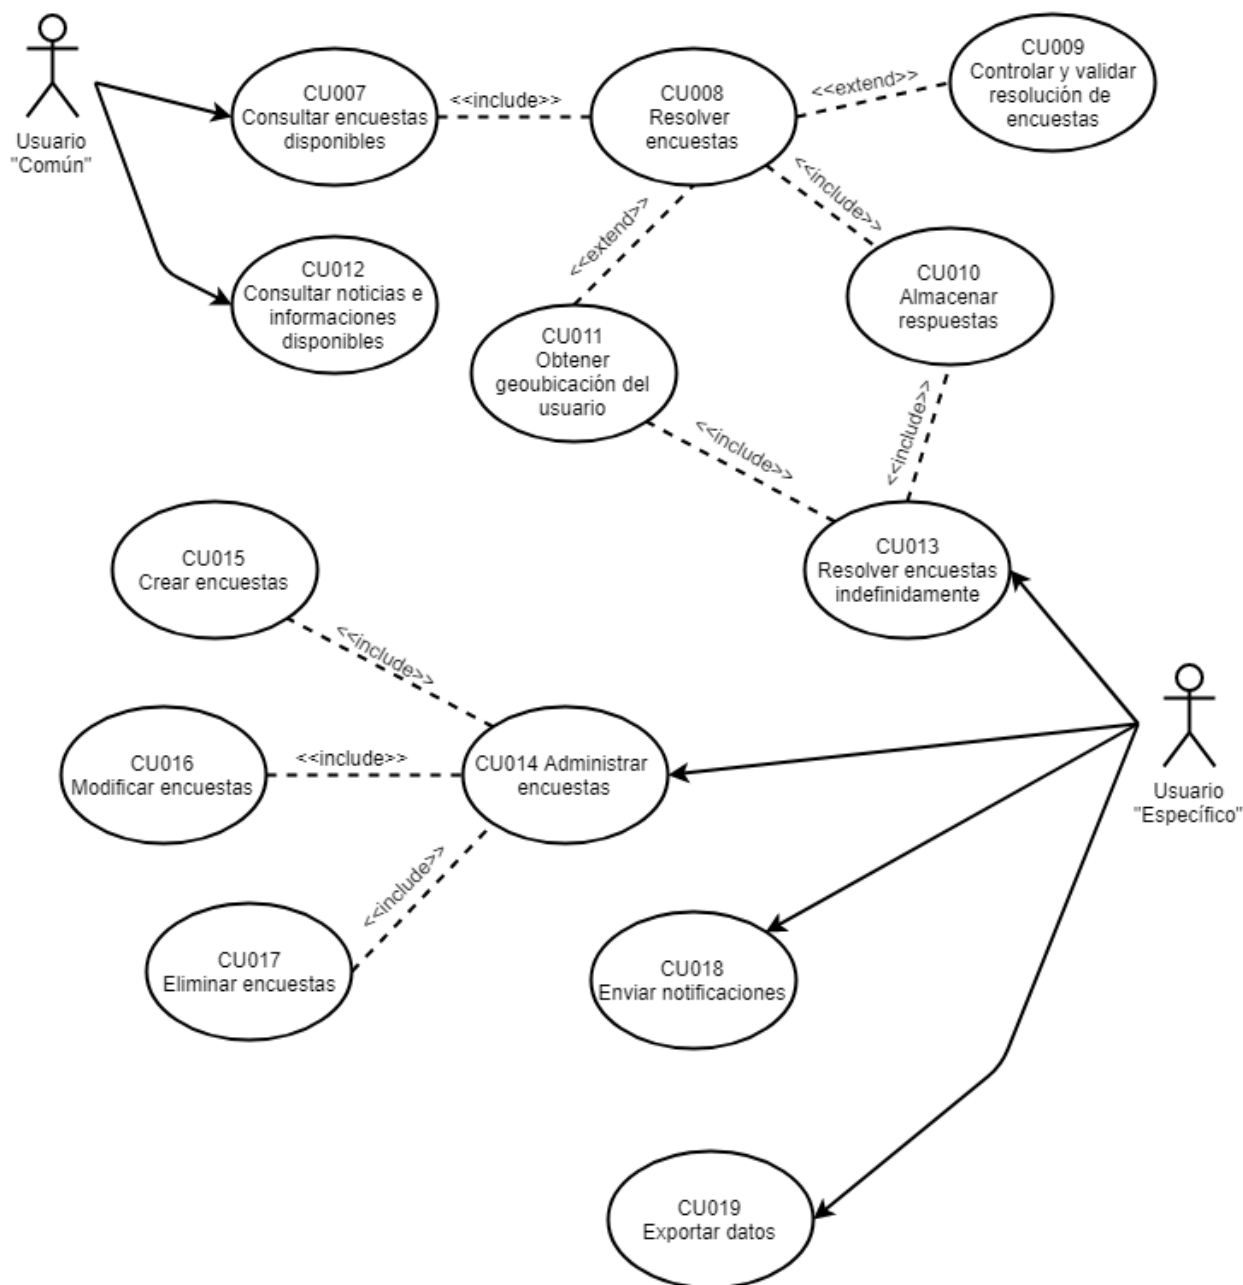 Usuario
"Común"
CU007
Consultar encuestas
disponibles
<<include>>
CU008
Resolver
encuestas
<<extend>>
CU009
Controlar y validar
resolución de
encuestas
<<include>>
<<extend>>
CU012
Consultar noticias e
informaciones
disponibles
CU010
Almacenar
respuestas
CU011
Obtener
geoubicación del
usuario
<<include>>
<<include>>
CU013
Resolver encuestas
indefinidamente
CU015
Crear encuestas
<<include>>
CU016
Modificar encuestas
<<include>>
CU014 Administrar
encuestas
Usuario
"Específico"
<<include>>
CU017
Eliminar encuestas
CU018
Enviar notificaciones
CU019
Exportar datos